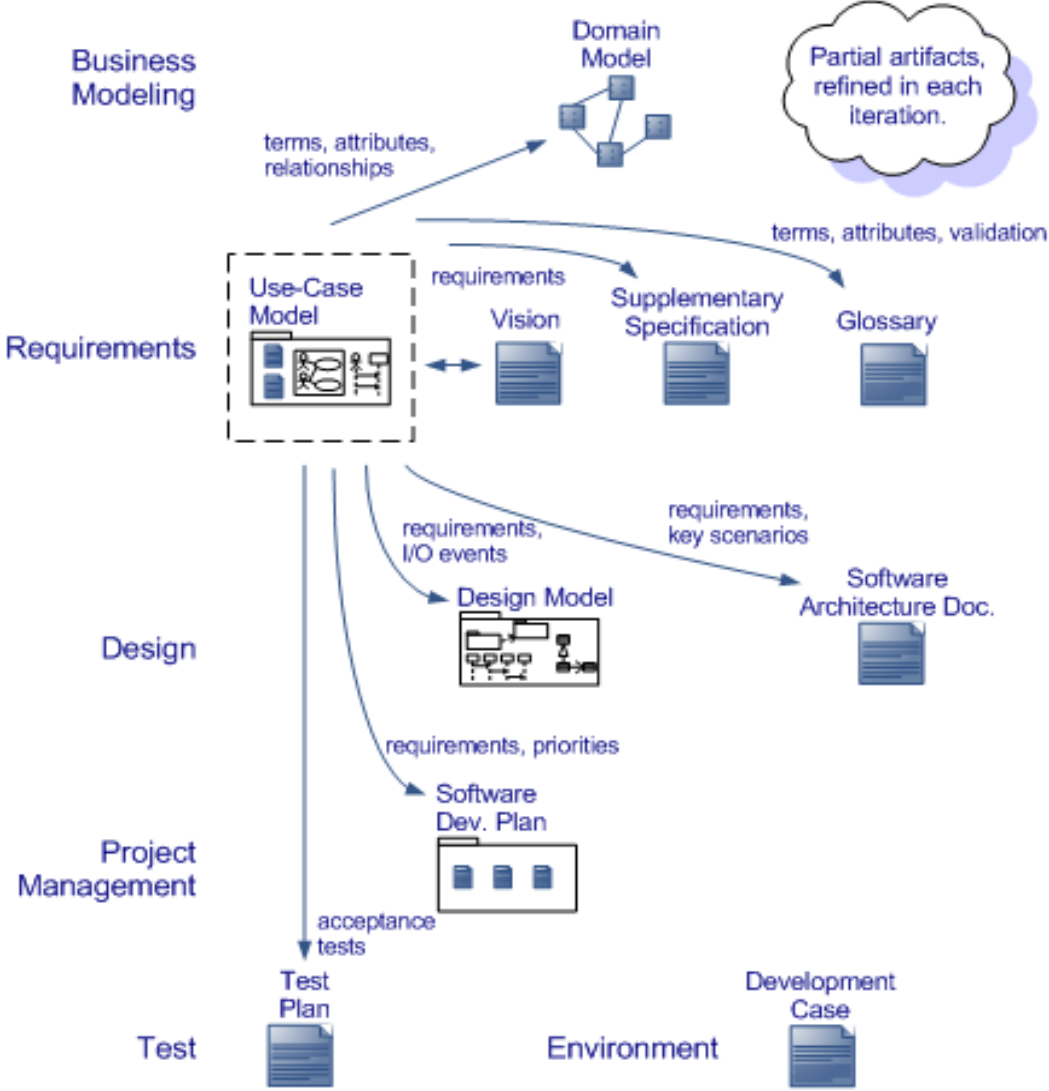 Business
Modeling
Domain
Model
Partial artifacts,
refined in each
iteration.
terms, attributes,
relationships
terms, attributes, validation
requirements
Requirements
Use-Case
Model
Vision
Supplementary
Specification
Glossary
requirements,
I/O events
requirements,
key scenarios
Design
Design Model
Software
Architecture Doc.
requirements, priorities
Project
Management
Software
Dev. Plan
acceptance
tests
Test
Test
Plan
Environment
Development
Case